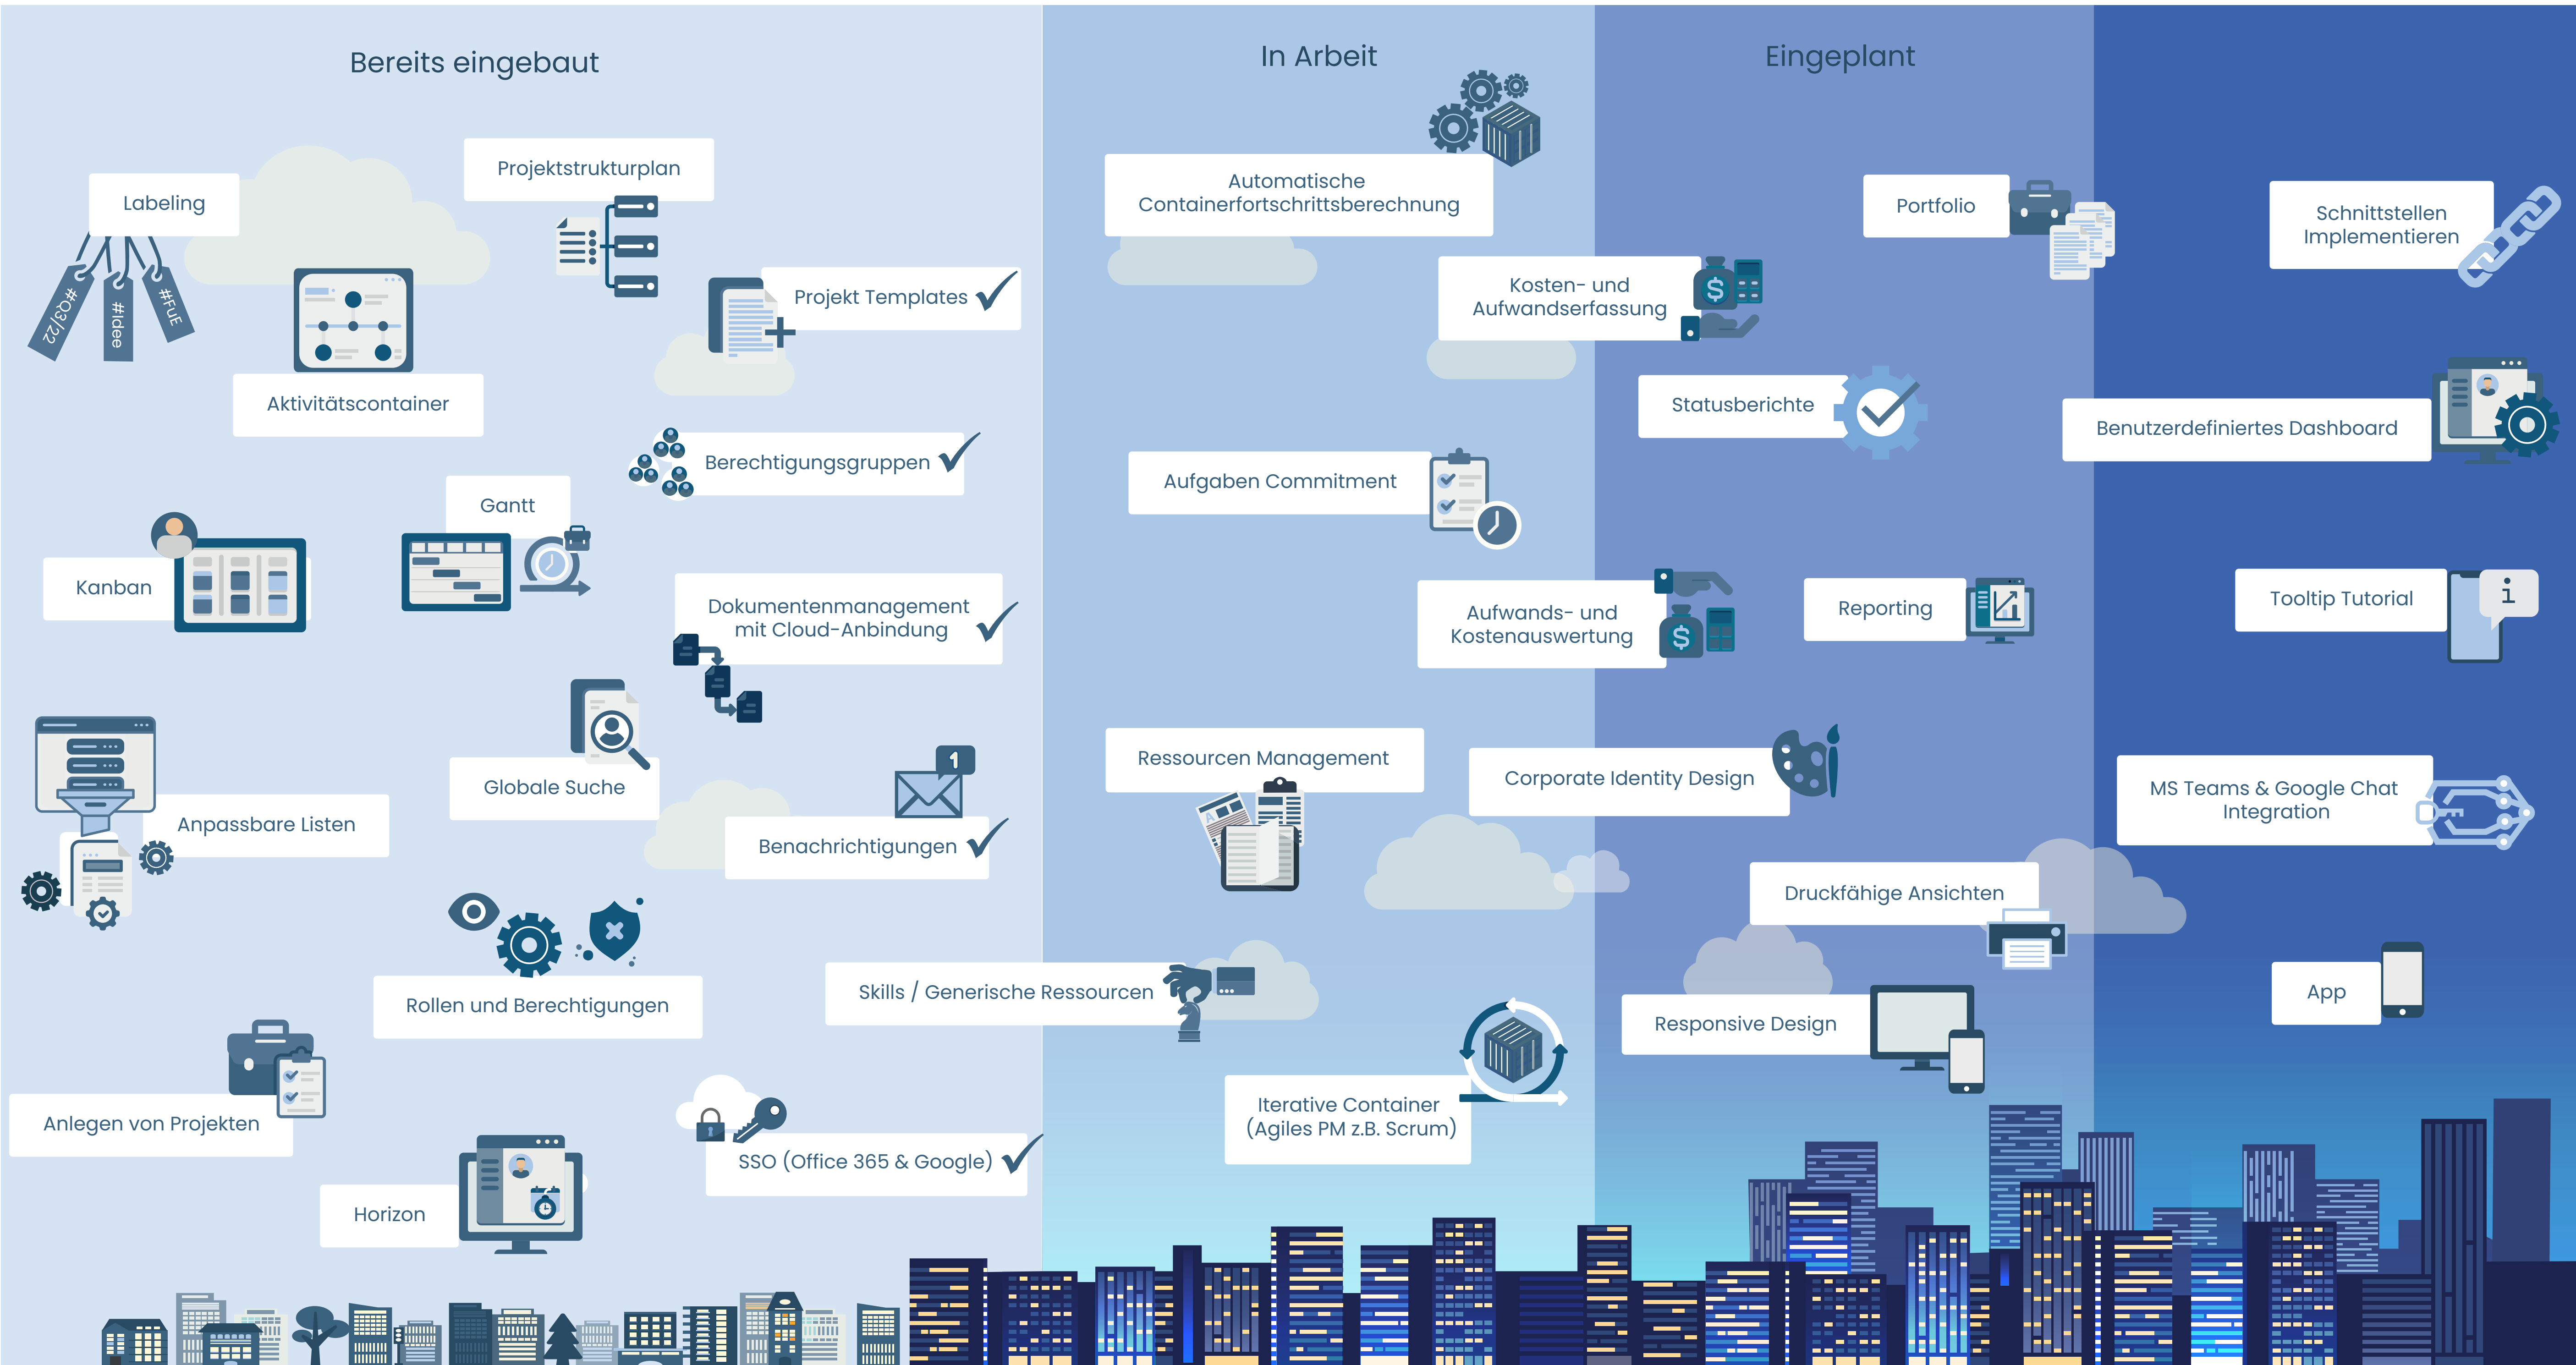 Bereits eingebaut
Labeling
#Q3/22
#Idee
#FuE
Projektstrukturplan
Projekt Templates
Aktivitätscontainer
Berechtigungsgruppen
Gantt
Kanban
Dokumentenmanagement
mit Cloud-Anbindung
Globale Suche
Anpassbare Listen
1
Benachrichtigungen
Rollen und Berechtigungen
Skills / Generische Ressourcen
Anlegen von Projekten
SSO (Office 365 & Google)
Horizon
In Arbeit
Automatische
Containerfortschrittsberechnung
Kosten- und
Aufwandserfassung
$
Aufgaben Commitment
Aufwands- und
Kostenauswertung
$
Ressourcen Management
A
Corporate Identity Design
Iterative Container
(Agiles PM z.B. Scrum)
Eingeplant
Portfolio
Statusberichte
Reporting
Druckfähige Ansichten
Responsive Design
Schnittstellen
Implementieren
Benutzerdefiniertes Dashboard
Tooltip Tutorial
i
MS Teams & Google Chat
Integration
App